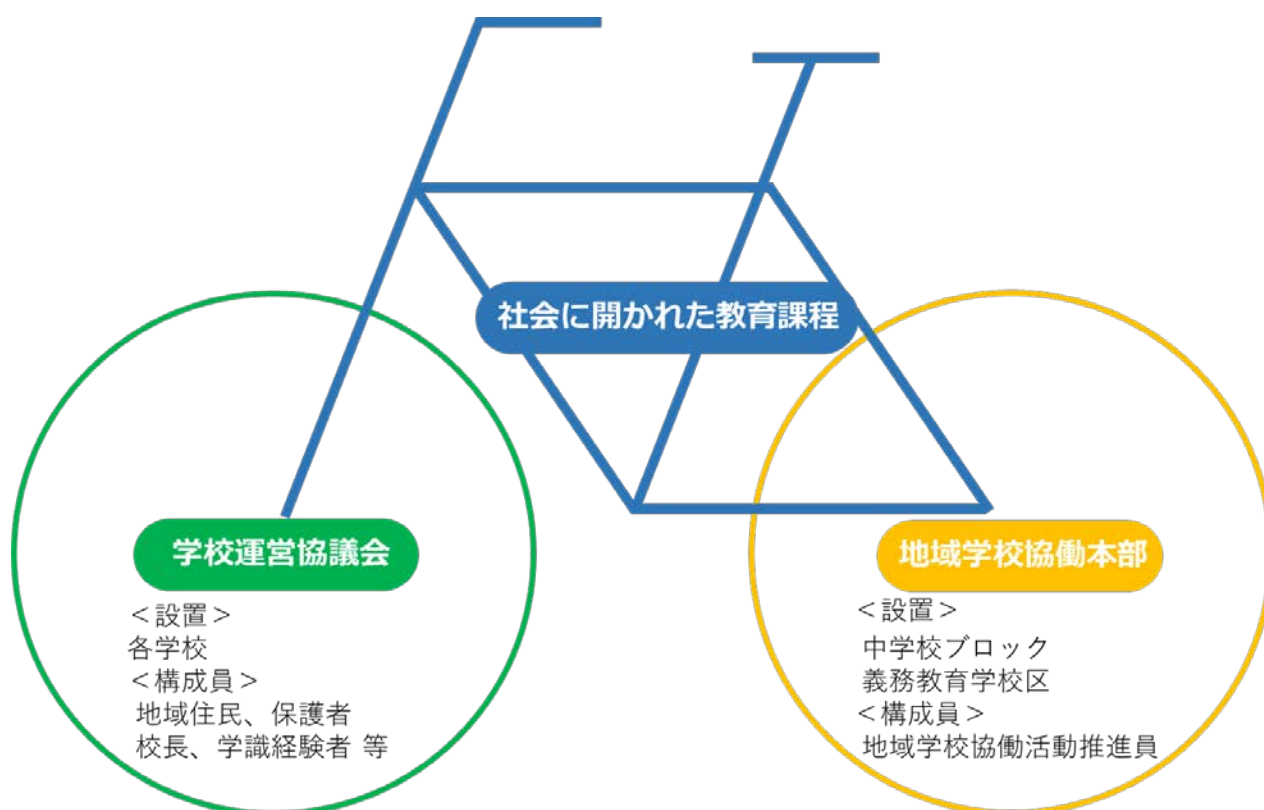 社会に開かれた教育課程
学校運営協議会
＜設置＞
各学校
＜構成員＞
地域住民、保護者
校長、学識経験者 等
地域学校協働本部
＜設置＞
中学校ブロック
義務教育学校区
＜構成員＞
地域学校協働活動推進員